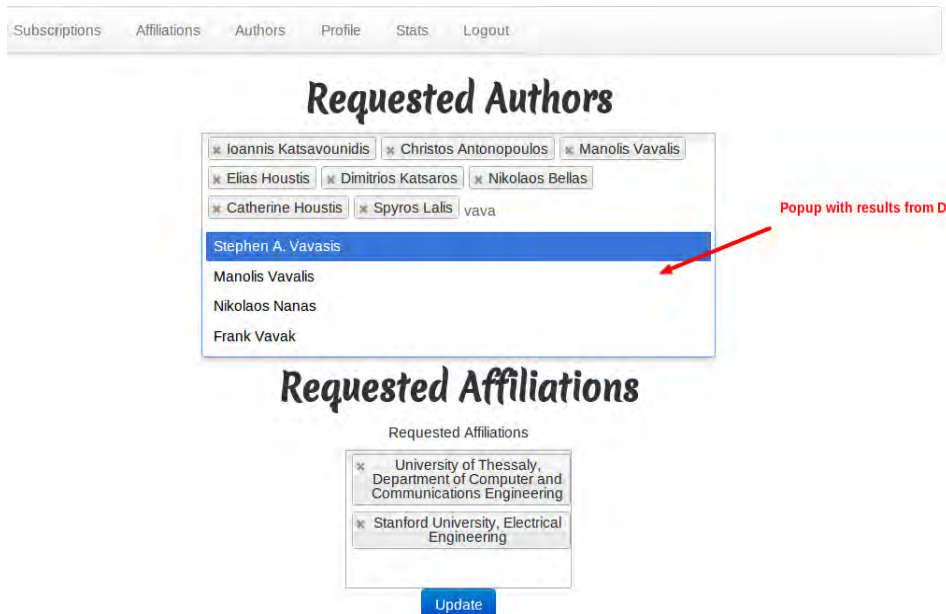 Subscriptions Affiliations Authors Profile Stats Logout
Requested Authors
Ioannis Katsavounidis Christos Antonopoulos Manolis Vavalis
Elias Houstis Dimitrios Katsaros Nikolaos Bellas
Catherine Houstis Spyros Lalis vava
Popup with results from D
Stephen A. Vavasis
Manolis Vavalis
Nikolaos Nanas
Frank Vavak
Requested Affiliations
Requested Affiliations
University of Thessaly,
Department of Computer and
Communications Engineering
Stanford University, Electrical
Engineering
Update